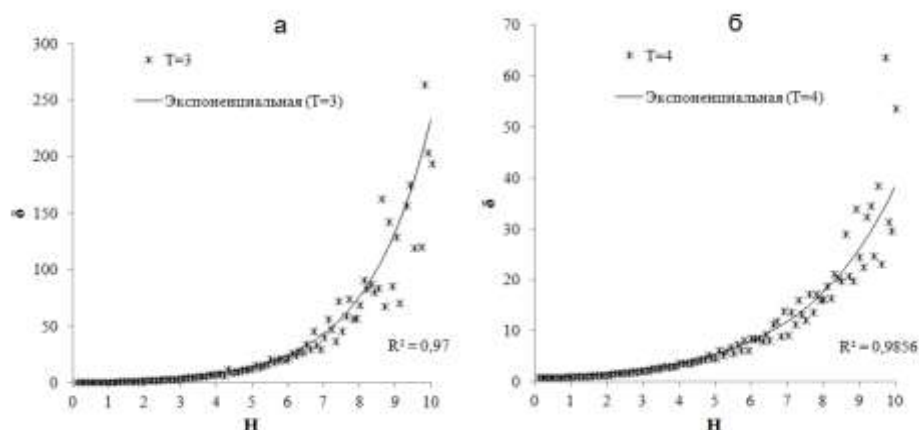 а
б
300
250
200
150
100
50
0
δ
× T=3
Экспоненциальная (T=3)
R² = 0,97
0 1 2 3 4 5 6 7 8 9 10
H
70
60
50
40
30
20
10
0
δ
× T=4
Экспоненциальная (T=4)
R² = 0,9856
0 1 2 3 4 5 6 7 8 9 10
H